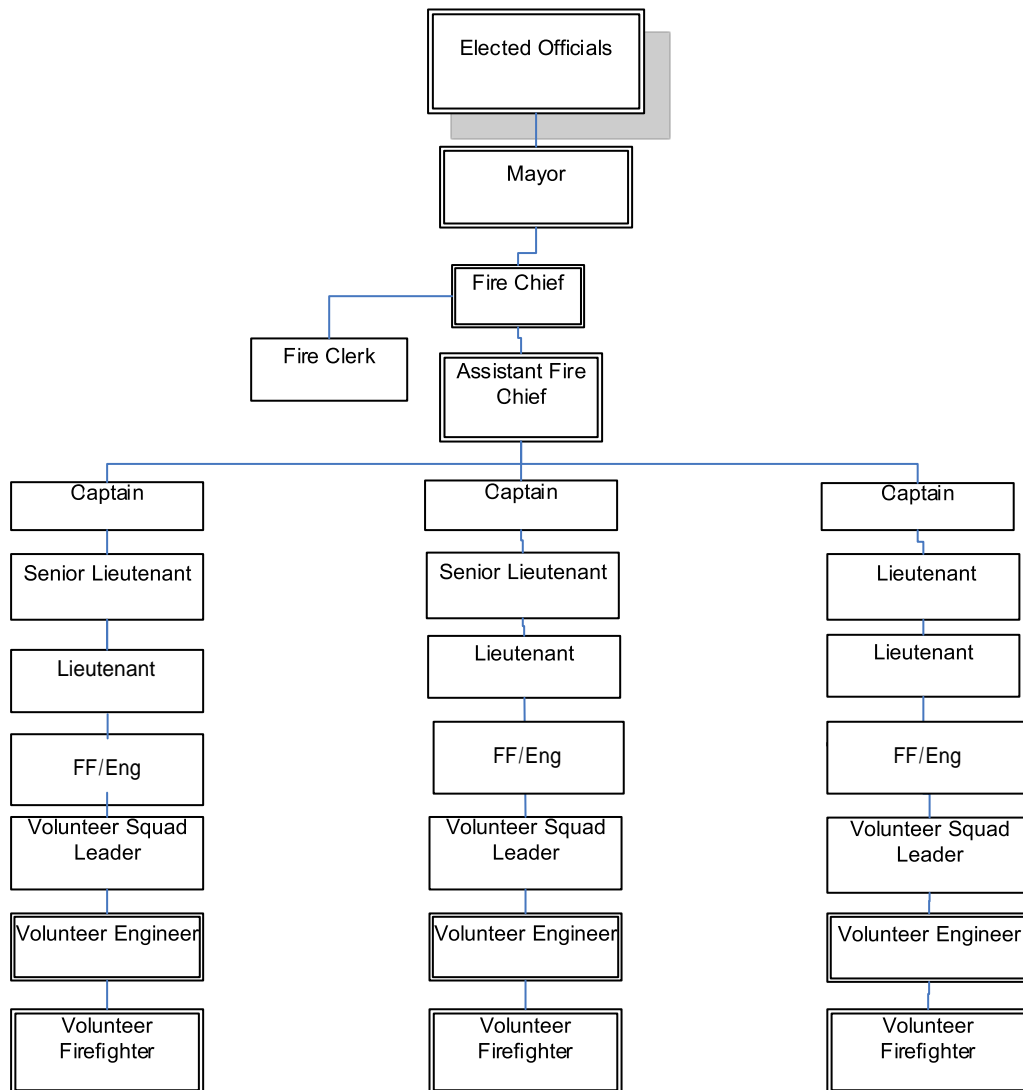 Elected Officials
Mayor
Fire Chief
Fire Clerk
Assistant Fire
Chief
Captain
Captain
Captain
Senior Lieutenant
Senior Lieutenant
Lieutenant
Lieutenant
Lieutenant
Lieutenant
FF/Eng
FF/Eng
FF/Eng
Volunteer Squad
Leader
Volunteer Squad
Leader
Volunteer Squad
Leader
Volunteer Engineer
Volunteer Engineer
Volunteer Engineer
Volunteer
Firefighter
Volunteer
Firefighter
Volunteer
Firefighter